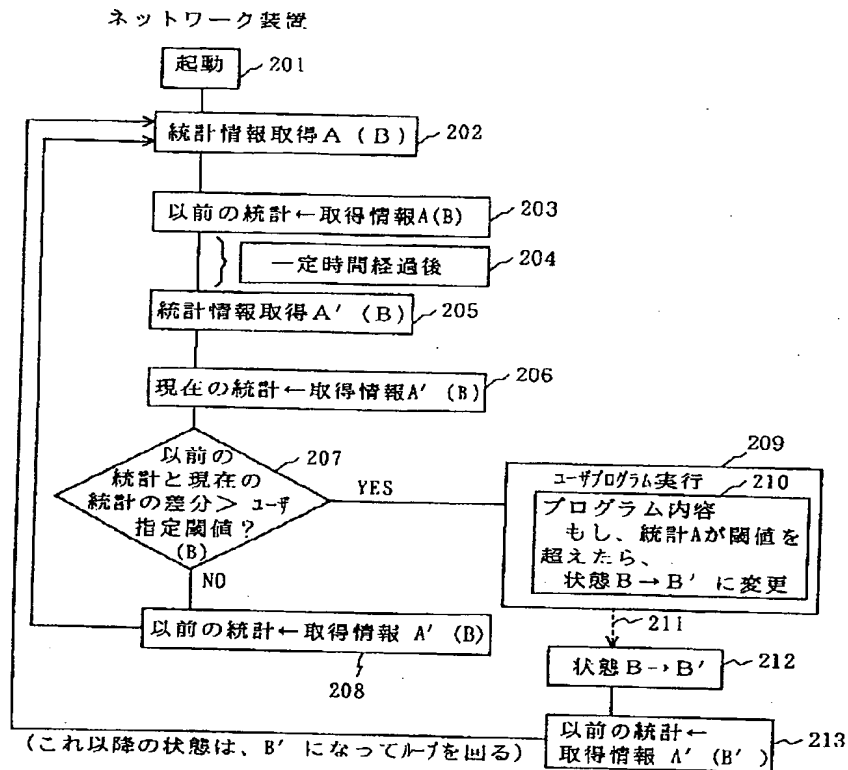 ネットワーク装置
起動
201
統計情報取得A (B)
202
以前の統計←取得情報A(B)
203
一定時間経過後
204
統計情報取得A' (B)
205
現在の統計←取得情報A' (B)
206
以前の
統計と現在の
統計の差分> ユーザ
指定閾値?
(B)
207
YES
NO
以前の統計←取得情報 A' (B)
208
209
ユーザプログラム実行
210
プログラム内容
もし、統計Aが閾値を
超えたら、
状態B→B' に変更
211
状態B→B'
212
以前の統計←
取得情報 A' (B')
213
(これ以降の状態は、B' になってループを回る)